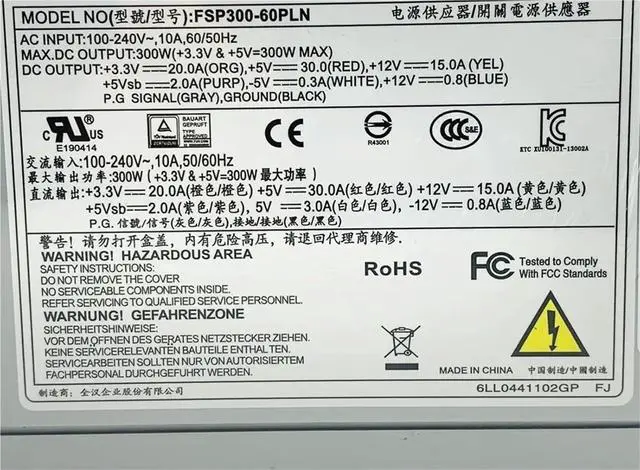 MODEL NO(型號/型号):FSP300-60PLN 电源供应器/開關電源供應器
AC INPUT:100-240V~,10A,60/50Hz
MAX.DC OUTPUT:300W(+3.3V & +5V=300W MAX)
DC OUTPUT:+3.3V⎓20.0A(ORG),+5V⎓30.0(RED),+12V⎓15.0A(YEL)
+5Vsb⎓2.0A(PURP),-5V⎓0.3A(WHITE),+12V⎓0.8(BLUE)
P.G SIGNAL(GRAY),GROUND(BLACK)
c RU US
E190414
BAUART
GEPRUFT
TYPE
APPROVED
CE
R43001
CCC S&E
KC
KTC XU10013I-13002A
交流输入:100-240V~,10A,50/60Hz
最大输出功率:300W(+3.3V &+5V=300W最大功率)
直流输出:+3.3V⎓20.0A(橙色/橙色) +5V⎓30.0A(红色/红色) +12V⎓15.0A (黄色/黄色)
+5Vsb⎓2.0A(紫色/紫色), 5V ⎓3.0A(白色/白色), -12V⎓0.8A(蓝色/蓝色)
P.G. 信號/信号(灰色/灰色),接地/接地(黑色/黑色)
警告! 请勿打开盒盖, 内有危险高压, 请退回代理商维修.
WARNING! HAZARDOUS AREA
SAFETY INSTRUCTIONS:
DO NOT REMOVE THE COVER
NO SERVICEABLE COMPONENTS INSIDE.
REFER SERVICING TO QUALIFIED SERVICE PERSONNEL.
WARNUNG! GEFAHRENZONE
SICHERHEITSHINWEISE:
VOR DEM ÖFFNEN DES GERATES NETZSTECKER ZIEHEN.
KEINE SERVICERELEVANTEN BAUTEILE ENTHALTEN.
SERVICEARBEITEN SOLLTEN NUR VON AUTORISIERTEM
FACHPERSONAL DURCHGEFUHRT WERDEN.
RoHS
FC Tested to Comply
With FCC Standards
MADE IN CHINA 中国制造/中國制造
制造商: 全汉企业股份有限公司
6LL0441102GP FJ